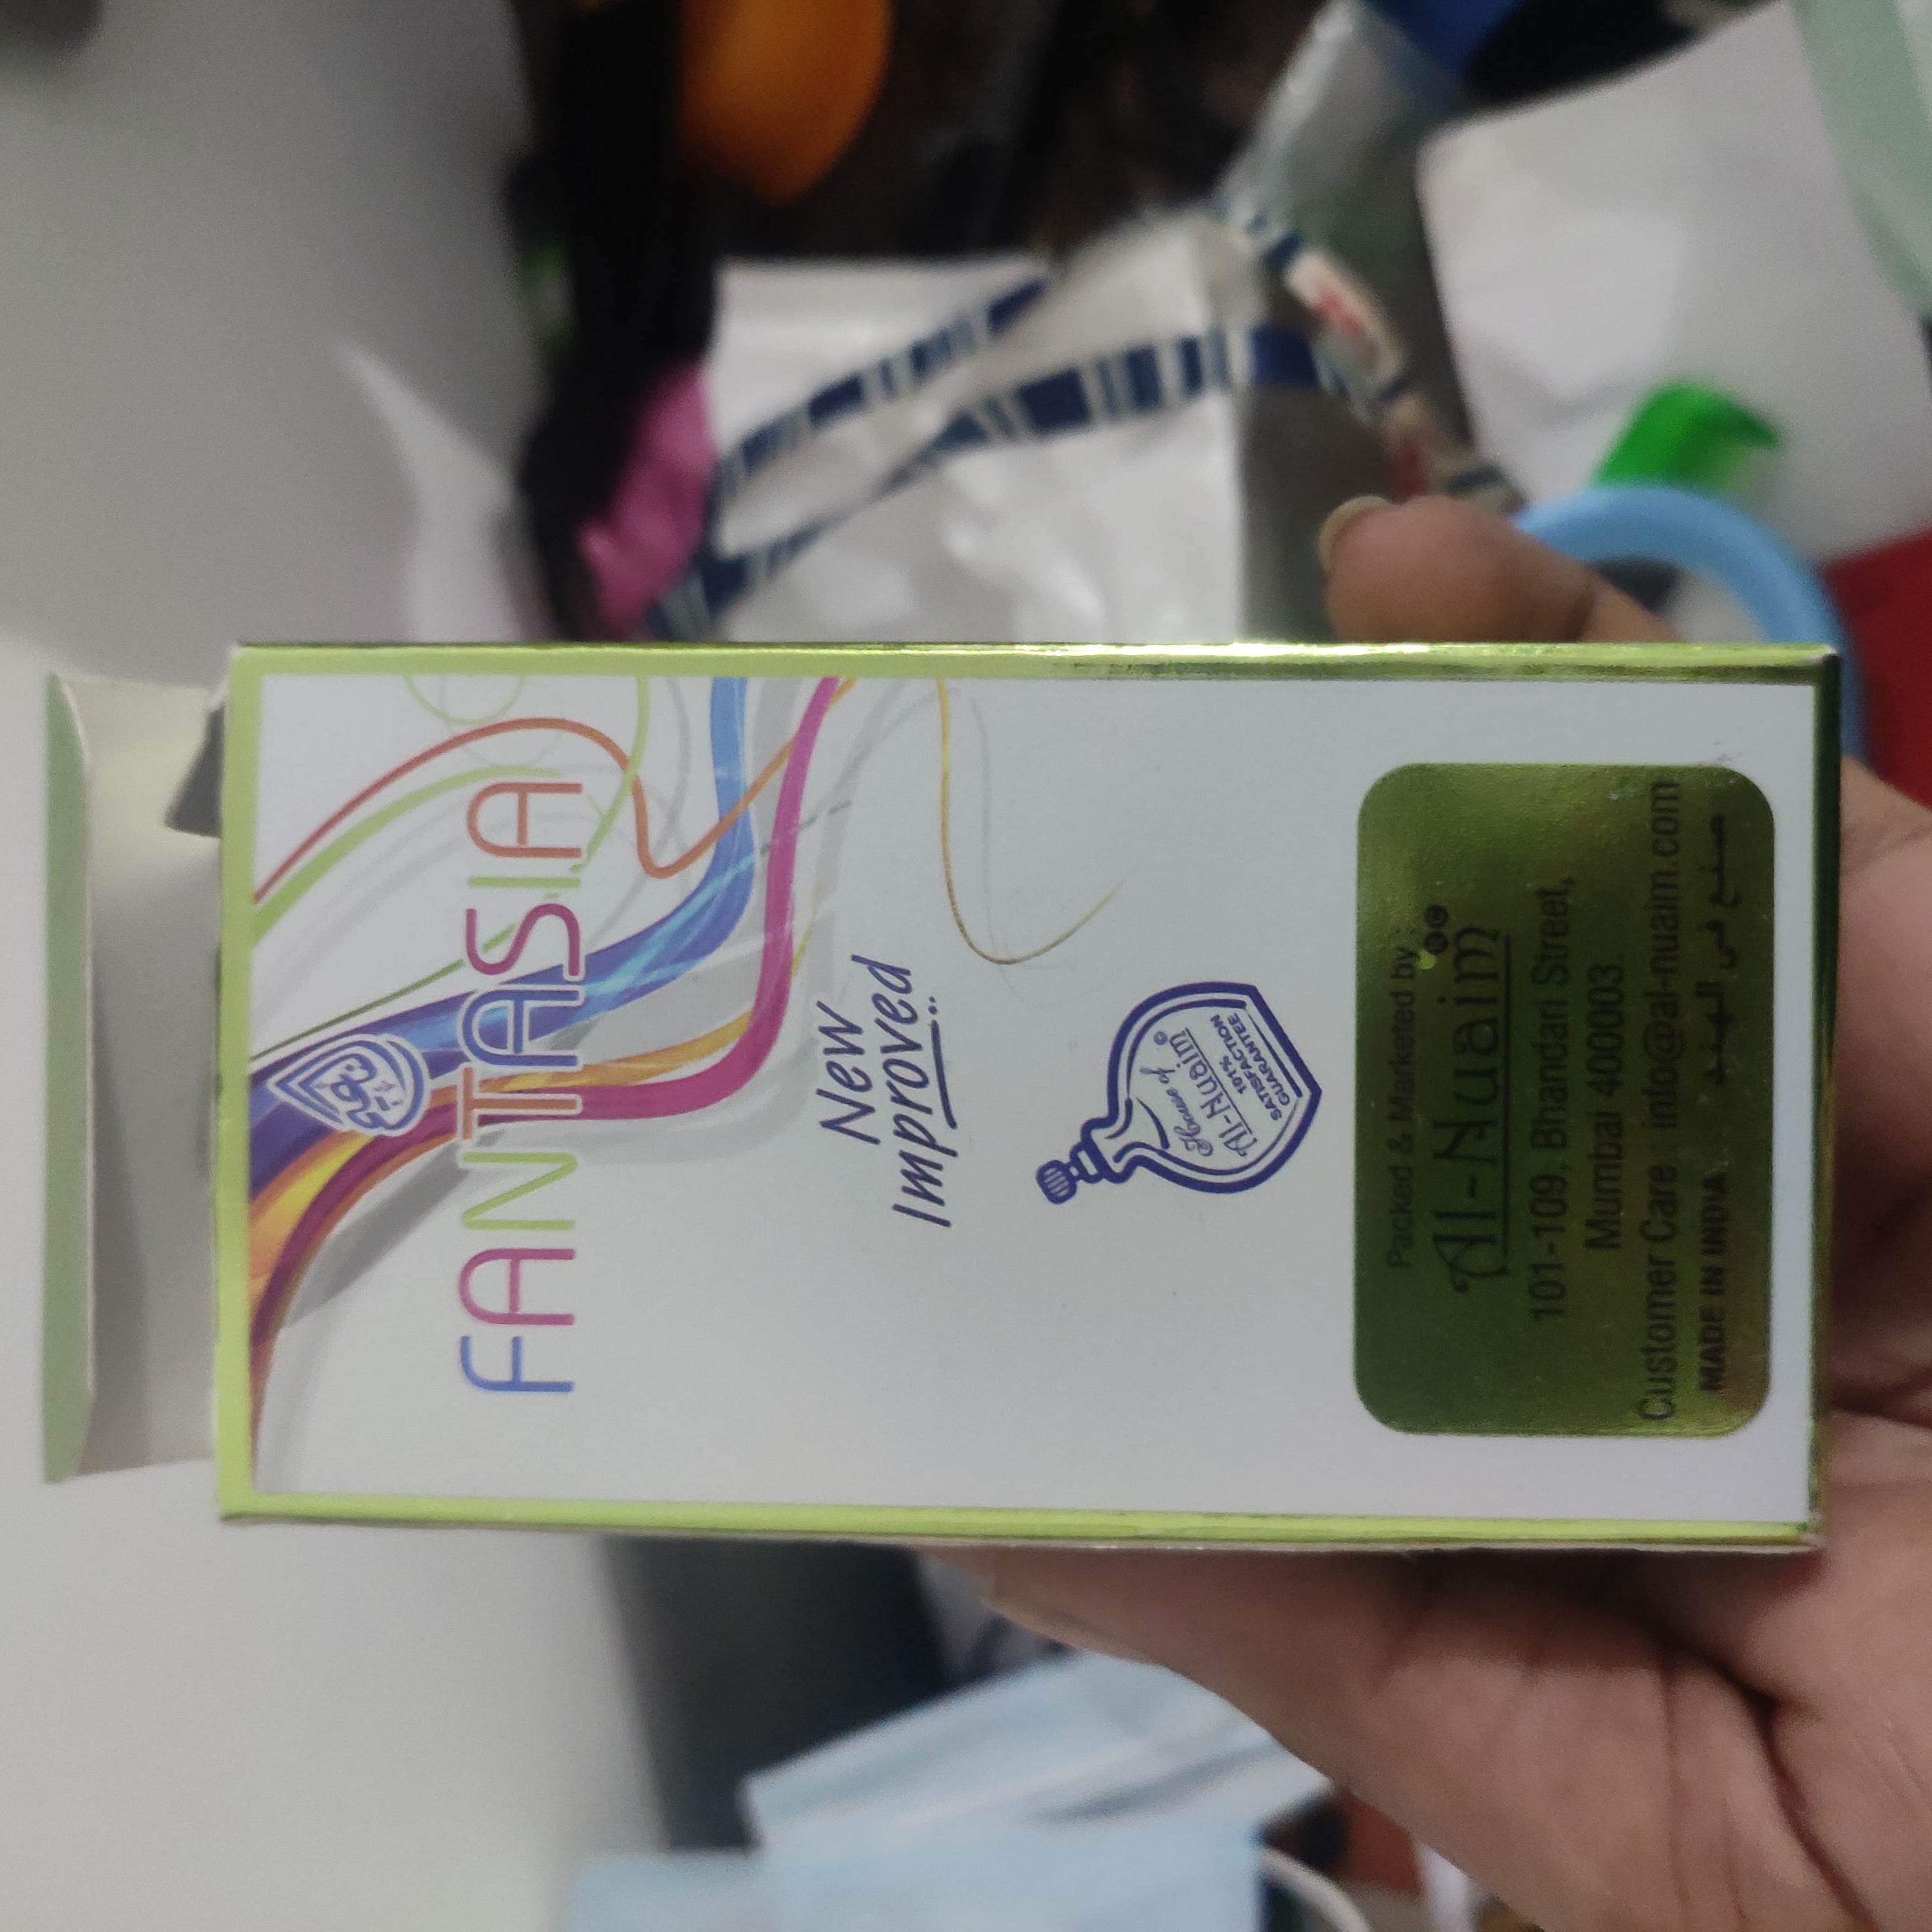 النعيم
FANTASIA
New
Improved
House of
Al-Nuaim©
101%
SATISFACTION
GUARANTEE
Packed & Marketed by :
Al-Nuaim ® ©
101-109, Bhandari Street,
Mumbai 400003.
Customer Care : info@al-nuaim.com
MADE IN INDIA صنع في الهند